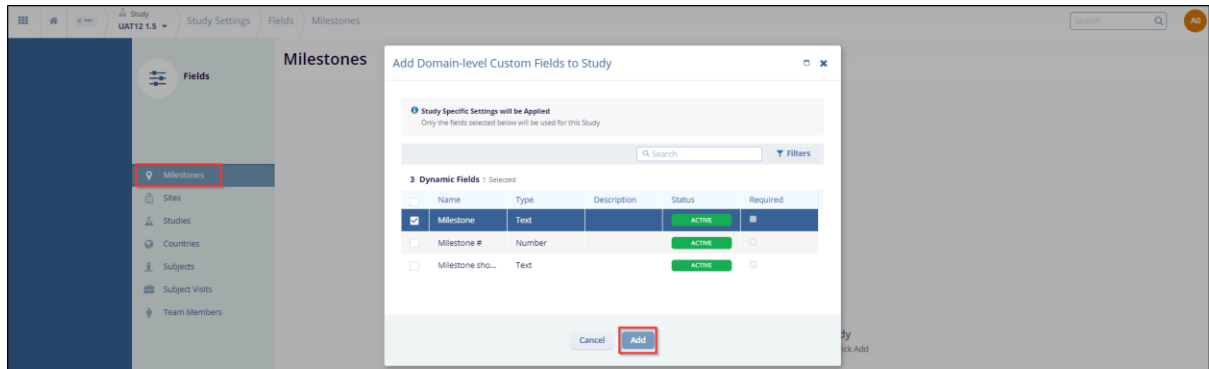 Study
UAT12 1.5
Study Settings
Fields
Milestones
Search
AD
Fields
Milestones
Sites
Studies
Countries
Subjects
Subject Visits
Team Members
Milestones
Add Domain-level Custom Fields to Study
Study Specific Settings will be Applied
Only the fields selected below will be used for this Study
Search
Filters
3 Dynamic Fields 1 Selected
Name Type Description Status Required
Milestone Text ACTIVE
Milestone # Number ACTIVE
Milestone sho... Text ACTIVE
Cancel Add
dy
ick Add